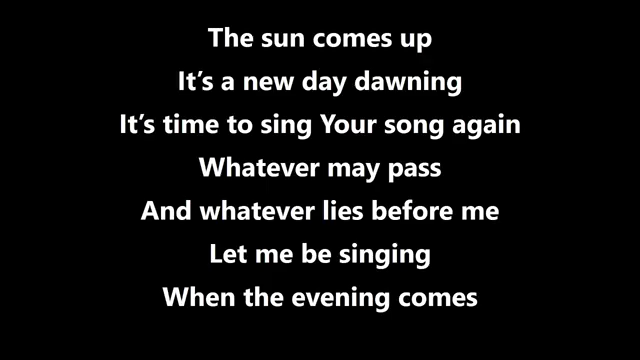 The sun comes up
It’s a new day dawning
It’s time to sing Your song again
Whatever may pass
And whatever lies before me
Let me be singing
When the evening comes